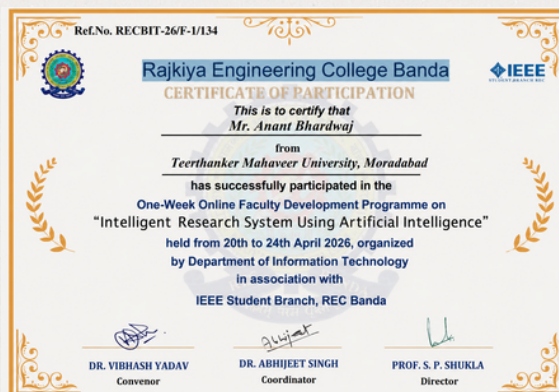 Ref.No. RECBIT-26/F-1/134
Rajkiya Engineering College Banda
IEEE
STUDENT BRANCH, REC
CERTIFICATE OF PARTICIPATION
This is to certify that
Mr. Anant Bhardwaj
from
Teerthanker Mahaveer University, Moradabad
has successfully participated in the
One-Week Online Faculty Development Programme on
“Intelligent Research System Using Artificial Intelligence”
held from 20th to 24th April 2026, organized
by Department of Information Technology
in association with
IEEE Student Branch, REC Banda
Abhijeet
DR. VIBHASH YADAV
DR. ABHIJEET SINGH
PROF. S. P. SHUKLA
Convenor
Coordinator
Director